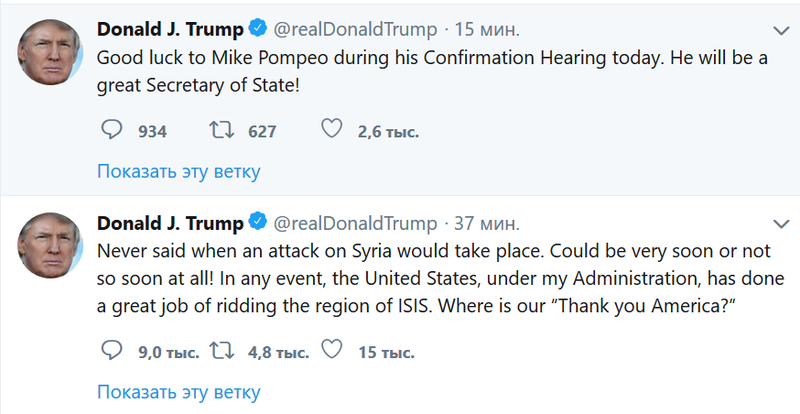 Donald J. Trump @realDonaldTrump · 15 мин.
Good luck to Mike Pompeo during his Confirmation Hearing today. He will be a
great Secretary of State!
934 627 2,6 тыс.
Показать эту ветку
Donald J. Trump @realDonaldTrump · 37 мин.
Never said when an attack on Syria would take place. Could be very soon or not
so soon at all! In any event, the United States, under my Administration, has done
a great job of ridding the region of ISIS. Where is our “Thank you America?”
9,0 тыс. 4,8 тыс. 15 тыс.
Показать эту ветку